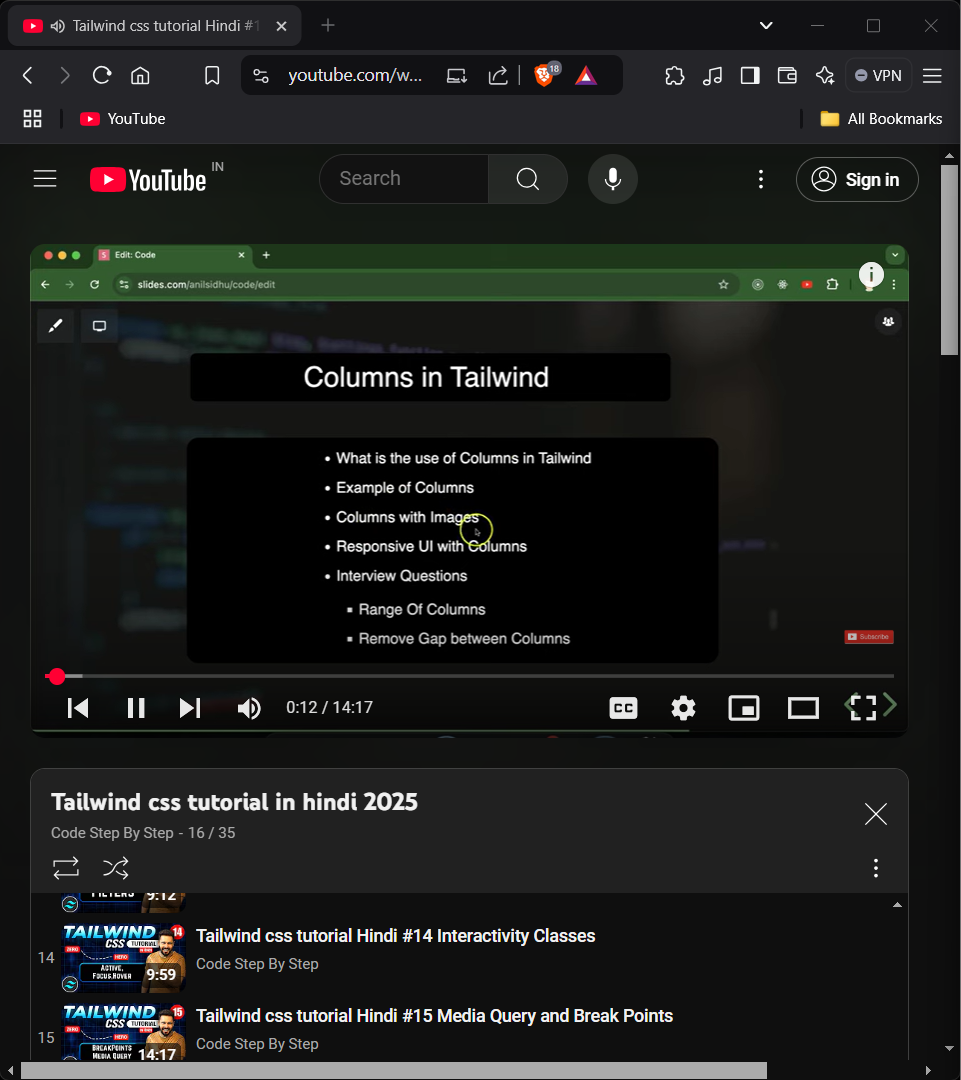 Tailwind css tutorial Hindi #1
youtube.com/w...
18
VPN
YouTube
All Bookmarks
YouTube IN
Search
Sign in
Edit: Code
slides.com/anilsidhu/code/edit
Columns in Tailwind
• What is the use of Columns in Tailwind
• Example of Columns
• Columns with Images
• Responsive UI with Columns
• Interview Questions
▪ Range Of Columns
▪ Remove Gap between Columns
Subscribe
0:12 / 14:17
CC
Tailwind css tutorial in hindi 2025
Code Step By Step - 16 / 35
FILTERS
9:12
14
TAILWIND 14
CSS TUTORIAL
ZERO
HERO
ACTIVE,
FOCUS,HOVER
9:59
Tailwind css tutorial Hindi #14 Interactivity Classes
Code Step By Step
15
TAILWIND 15
CSS TUTORIAL
ZERO
HERO
BREAKPOINTS
MEDIA QUERY
14:17
Tailwind css tutorial Hindi #15 Media Query and Break Points
Code Step By Step